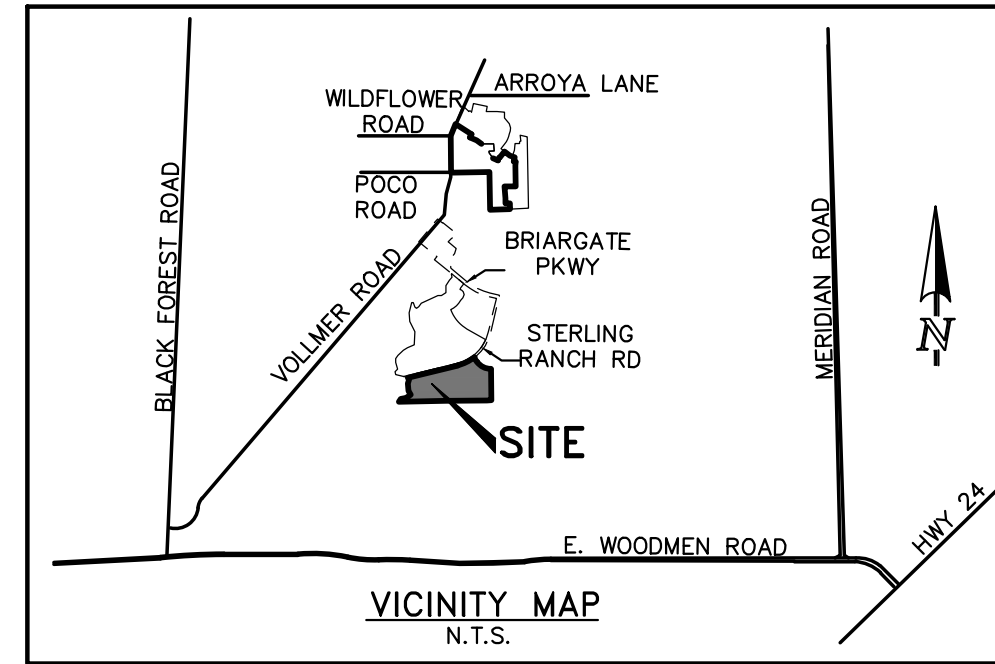 ARROYA LANE
WILDFLOWER
ROAD
POCO
ROAD
BLACK FOREST ROAD
VOLLMER ROAD
BRIARGATE
PKWY
STERLING
RANCH RD
MERIDIAN ROAD
N
SITE
HWY 24
E. WOODMEN ROAD
VICINITY MAP
N.T.S.